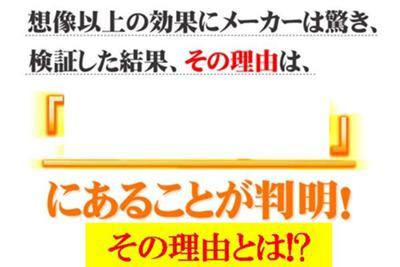 想像以上の効果にメーカーは驚き、
検証した結果、その理由は、
『　　　　　　　　』
にあることが判明!
その理由とは!?